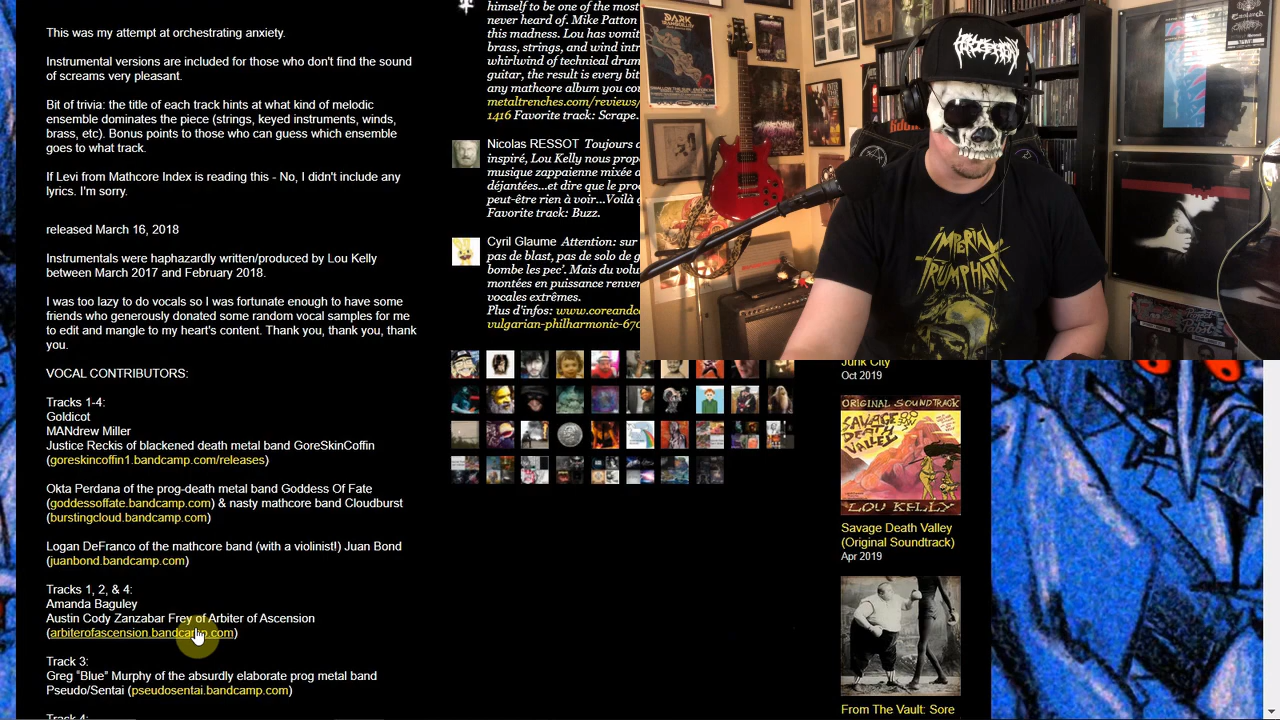 This was my attempt at orchestrating anxiety.
Instrumental versions are included for those who don't find the sound
of screams very pleasant.
Bit of trivia: the title of each track hints at what kind of melodic
ensemble dominates the piece (strings, keyed instruments, winds,
brass, etc). Bonus points to those who can guess which ensemble
goes to what track.
If Levi from Mathcore Index is reading this - No, I didn't include any
lyrics. I'm sorry.
released March 16, 2018
Instrumentals were haphazardly written/produced by Lou Kelly
between March 2017 and February 2018.
I was too lazy to do vocals so I was fortunate enough to have some
friends who generously donated some random vocal samples for me
to edit and mangle to my heart's content. Thank you, thank you, thank
you.
VOCAL CONTRIBUTORS:
Tracks 1-4:
Goldicot
MANdrew Miller
Justice Reckis of blackened death metal band GoreSkinCoffin
(goreskincoffin1.bandcamp.com/releases)
Okta Perdana of the prog-death metal band Goddess Of Fate
(goddessoffate.bandcamp.com) & nasty mathcore band Cloudburst
(burstingcloud.bandcamp.com)
Logan DeFranco of the mathcore band (with a violinist!) Juan Bond
(juanbond.bandcamp.com)
Tracks 1, 2, & 4:
Amanda Baguley
Austin Cody Zanzabar Frey of Arbiter of Ascension
(arbiterofascension.bandcamp.com)
Track 3:
Greg "Blue" Murphy of the absurdly elaborate prog metal band
Pseudo/Sentai (pseudosentai.bandcamp.com)
Track 4:
himself to be one of the most
never heard of. Mike Patton
this madness. Lou has vomit
brass, strings, and wind intr
whirlwind of technical drum
guitar, the result is every bit
any mathcore album you cou
metaltrenches.com/reviews/
1416 Favorite track: Scrape.
Nicolas RESSOT Toujours a
inspiré, Lou Kelly nous prop
musique zappaienne mixée a
déjantées...et dire que le pro
peut-être rien à voir...Voilà c
Favorite track: Buzz.
Cyril Glaume Attention: sur
pas de blast, pas de solo de g
bombe les pec'. Mais du volu
montées en puissance renver
vocales extrêmes.
Plus d'infos: www.coreandc
vulgarian-philharmonic-670
DARK
TRANQUILLITY
IMPERIAL
TRIUMPHANT
Junk City
Oct 2019
ORIGINAL SOUNDTRACK
SAVAGE
DEATH
VALLEY
LOU KELLY
Savage Death Valley
(Original Soundtrack)
Apr 2019
From The Vault: Sore